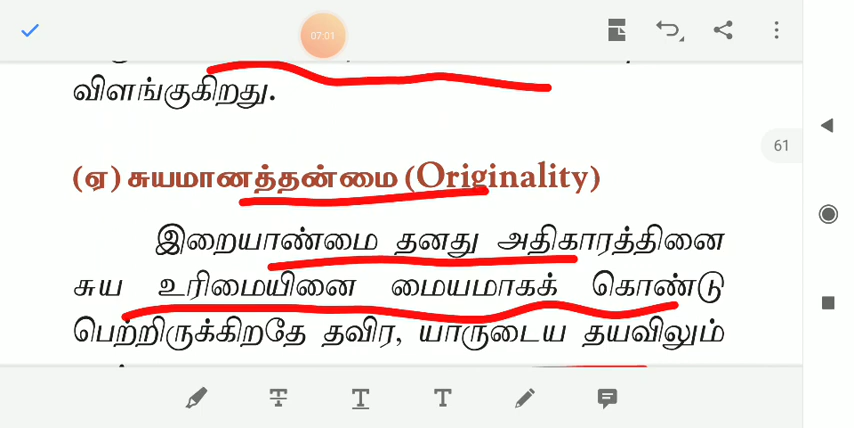 07:01
விளங்குகிறது.
61
(ஏ) சுயமானத்தன்மை (Originality)
இறையாண்மை தனது அதிகாரத்தினை
சுய உரிமையினை மையமாகக் கொண்டு
பெற்றிருக்கிறதே தவிர, யாருடைய தயவிலும்